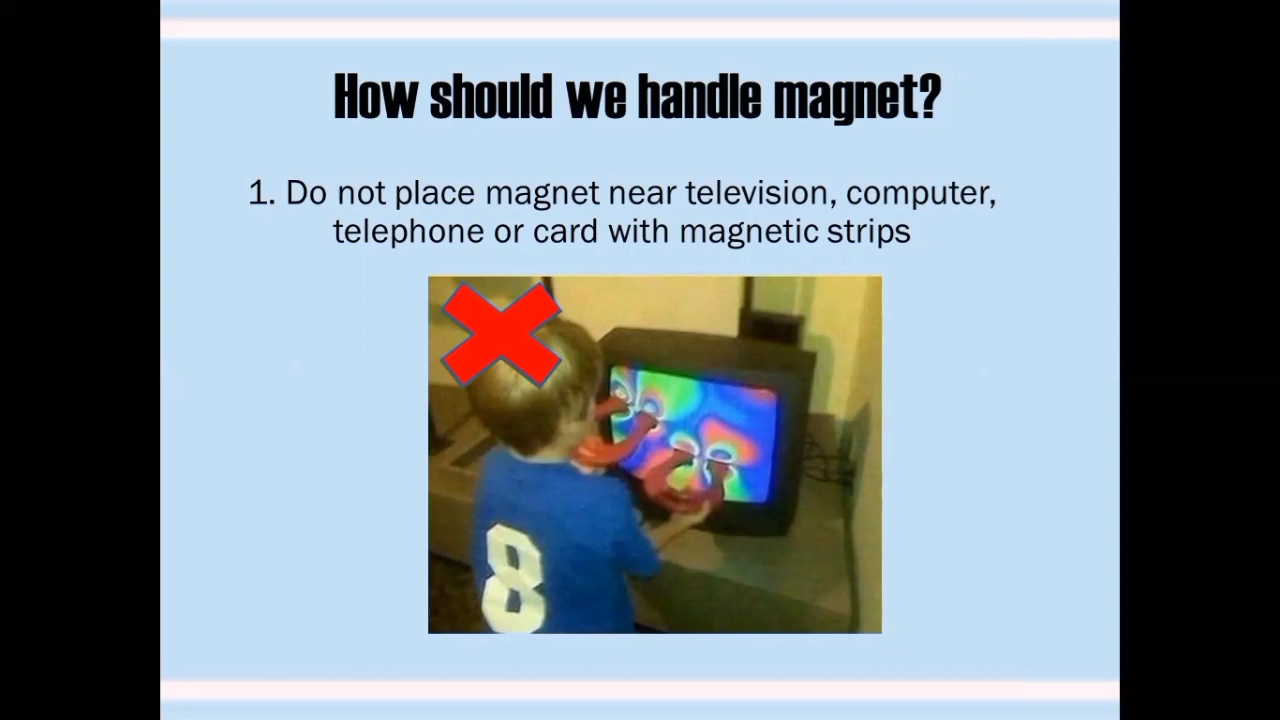 How should we handle magnet?
1. Do not place magnet near television, computer,
telephone or card with magnetic strips
8